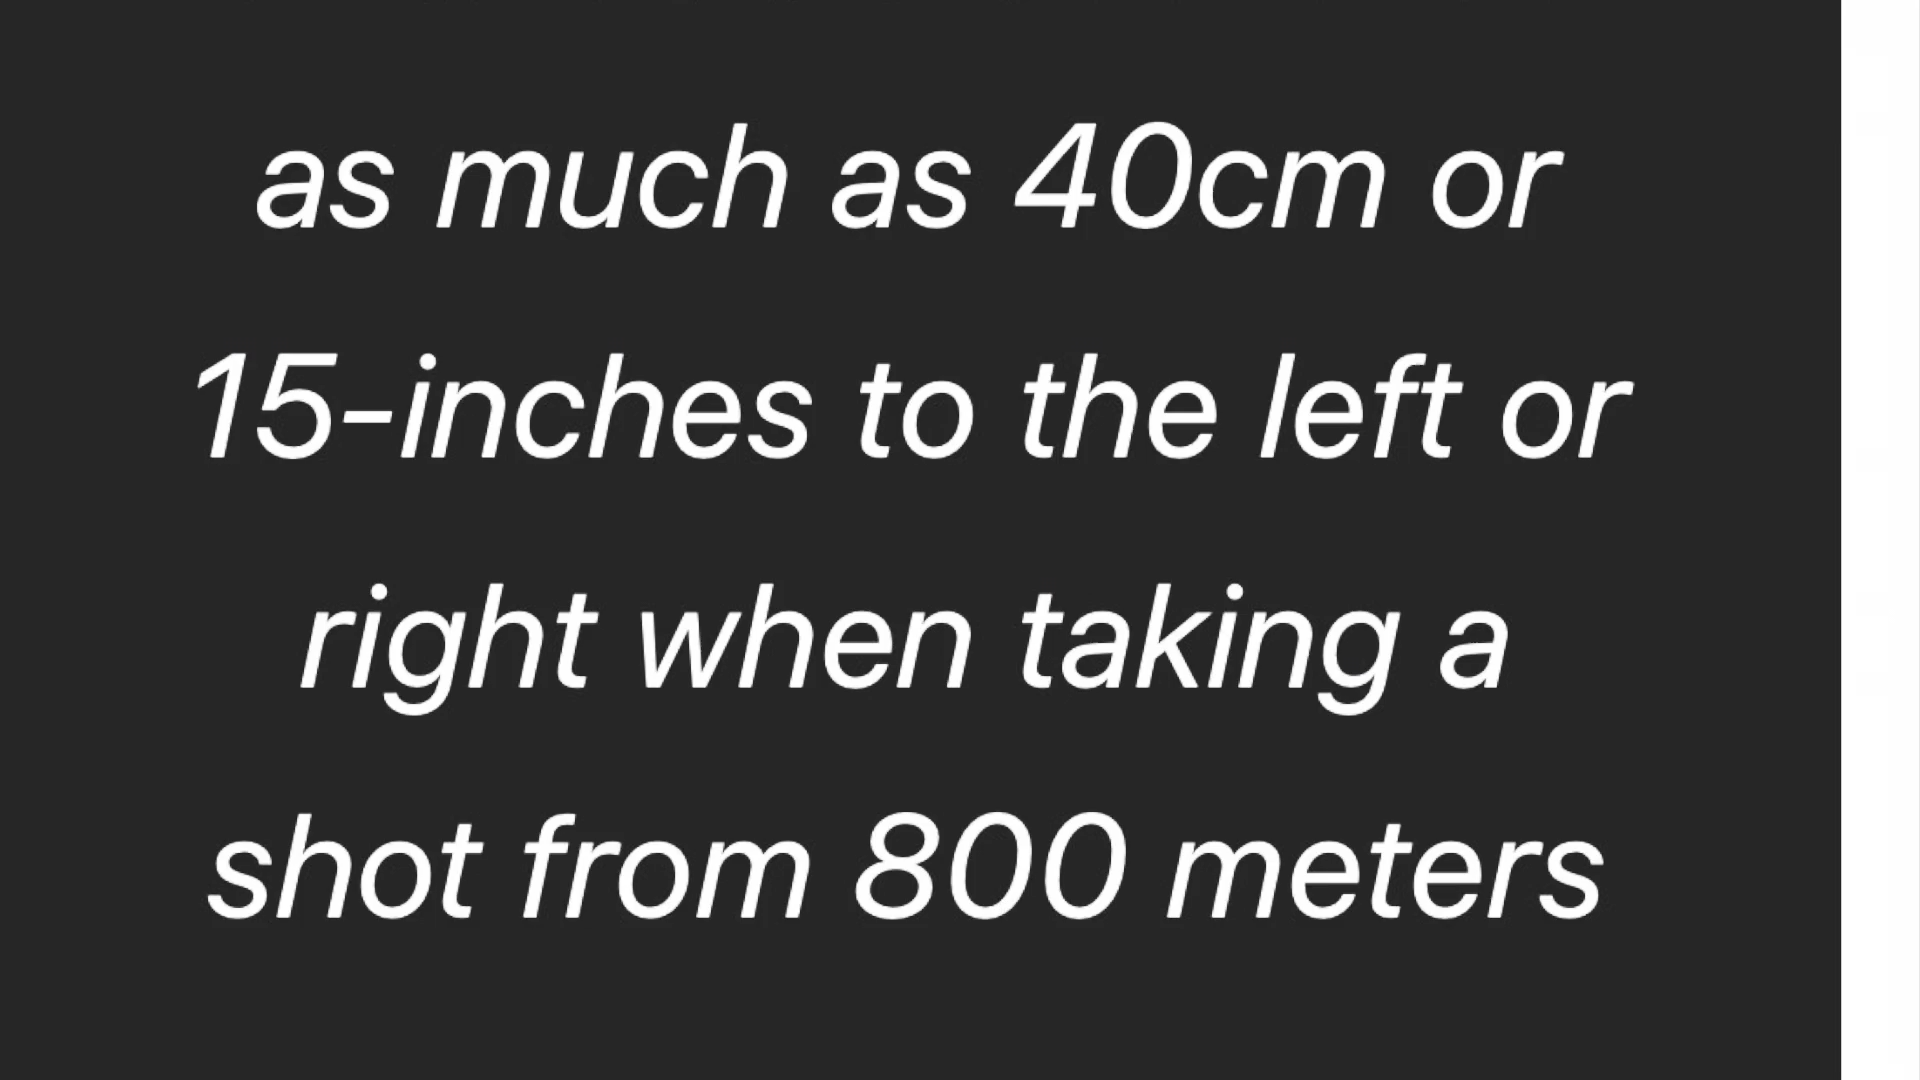 as much as 40cm or
15-inches to the left or
right when taking a
shot from 800 meters